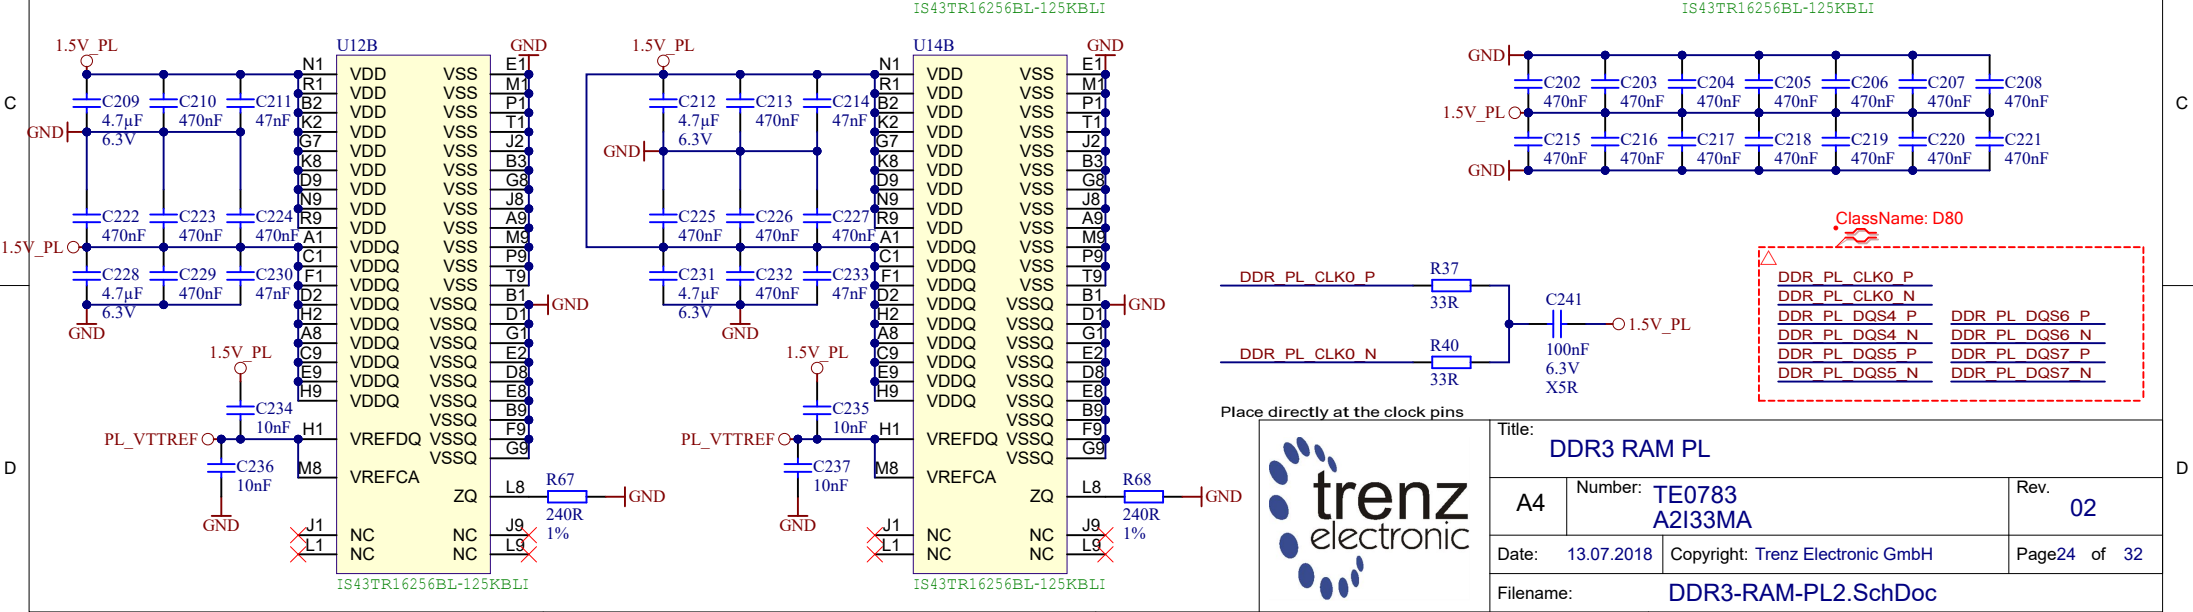 IS43TR16256BL-125KBLI
IS43TR16256BL-125KBLI
C
1.5V_PL
U12B
GND
N1 VDD VSS E1
R1 VDD VSS M1
B2 VDD VSS P1
K2 VDD VSS T1
G7 VDD VSS J2
K8 VDD VSS B3
D9 VDD VSS G8
N9 VDD VSS J8
R9 VDD VSS A9
A1 VDDQ VSS M9
C1 VDDQ VSS P9
F1 VDDQ VSS T9
D2 VDDQ VSSQ B1
H2 VDDQ VSSQ D1
A8 VDDQ VSSQ G1
C9 VDDQ VSSQ E2
E9 VDDQ VSSQ D8
H9 VDDQ VSSQ E8
VSSQ B9
H1 VREFDQ VSSQ F9
VSSQ G9
M8 VREFCA
ZQ L8
J1 NC NC J9
L1 NC NC L9
IS43TR16256BL-125KBLI
C209 C210 C211
4.7µF 470nF 47nF
6.3V
GND
C222 C223 C224
470nF 470nF 470nF
1.5V_PL
C228 C229 C230
4.7µF 470nF 47nF
6.3V
GND
1.5V_PL
C234
10nF
PL_VTTREF
C236
10nF
GND
GND
R67
240R
1%
GND
1.5V_PL
U14B
GND
N1 VDD VSS E1
R1 VDD VSS M1
B2 VDD VSS P1
K2 VDD VSS T1
G7 VDD VSS J2
K8 VDD VSS B3
D9 VDD VSS G8
N9 VDD VSS J8
R9 VDD VSS A9
A1 VDDQ VSS M9
C1 VDDQ VSS P9
F1 VDDQ VSS T9
D2 VDDQ VSSQ B1
H2 VDDQ VSSQ D1
A8 VDDQ VSSQ G1
C9 VDDQ VSSQ E2
E9 VDDQ VSSQ D8
H9 VDDQ VSSQ E8
VSSQ B9
H1 VREFDQ VSSQ F9
VSSQ G9
M8 VREFCA
ZQ L8
J1 NC NC J9
L1 NC NC L9
IS43TR16256BL-125KBLI
C212 C213 C214
4.7µF 470nF 47nF
6.3V
GND
C225 C226 C227
470nF 470nF 470nF
C231 C232 C233
4.7µF 470nF 47nF
6.3V
GND
1.5V_PL
C235
10nF
PL_VTTREF
C237
10nF
GND
GND
R68
240R
1%
GND
GND
C202 C203 C204 C205 C206 C207 C208
470nF 470nF 470nF 470nF 470nF 470nF 470nF
1.5V_PL
C215 C216 C217 C218 C219 C220 C221
470nF 470nF 470nF 470nF 470nF 470nF 470nF
GND
C
DDR_PL_CLK0_P
R37
33R
C241
1.5V_PL
100nF
6.3V
X5R
DDR_PL_CLK0_N
R40
33R
Place directly at the clock pins
ClassName: D80
DDR_PL_CLK0_P
DDR_PL_CLK0_N
DDR_PL_DQS4_P DDR_PL_DQS6_P
DDR_PL_DQS4_N DDR_PL_DQS6_N
DDR_PL_DQS5_P DDR_PL_DQS7_P
DDR_PL_DQS5_N DDR_PL_DQS7_N
D
D
trenz
electronic
Title:
DDR3 RAM PL
A4
Number: TE0783
A2I33MA
Rev.
02
Date: 13.07.2018
Copyright: Trenz Electronic GmbH
Page24 of 32
Filename: DDR3-RAM-PL2.SchDoc